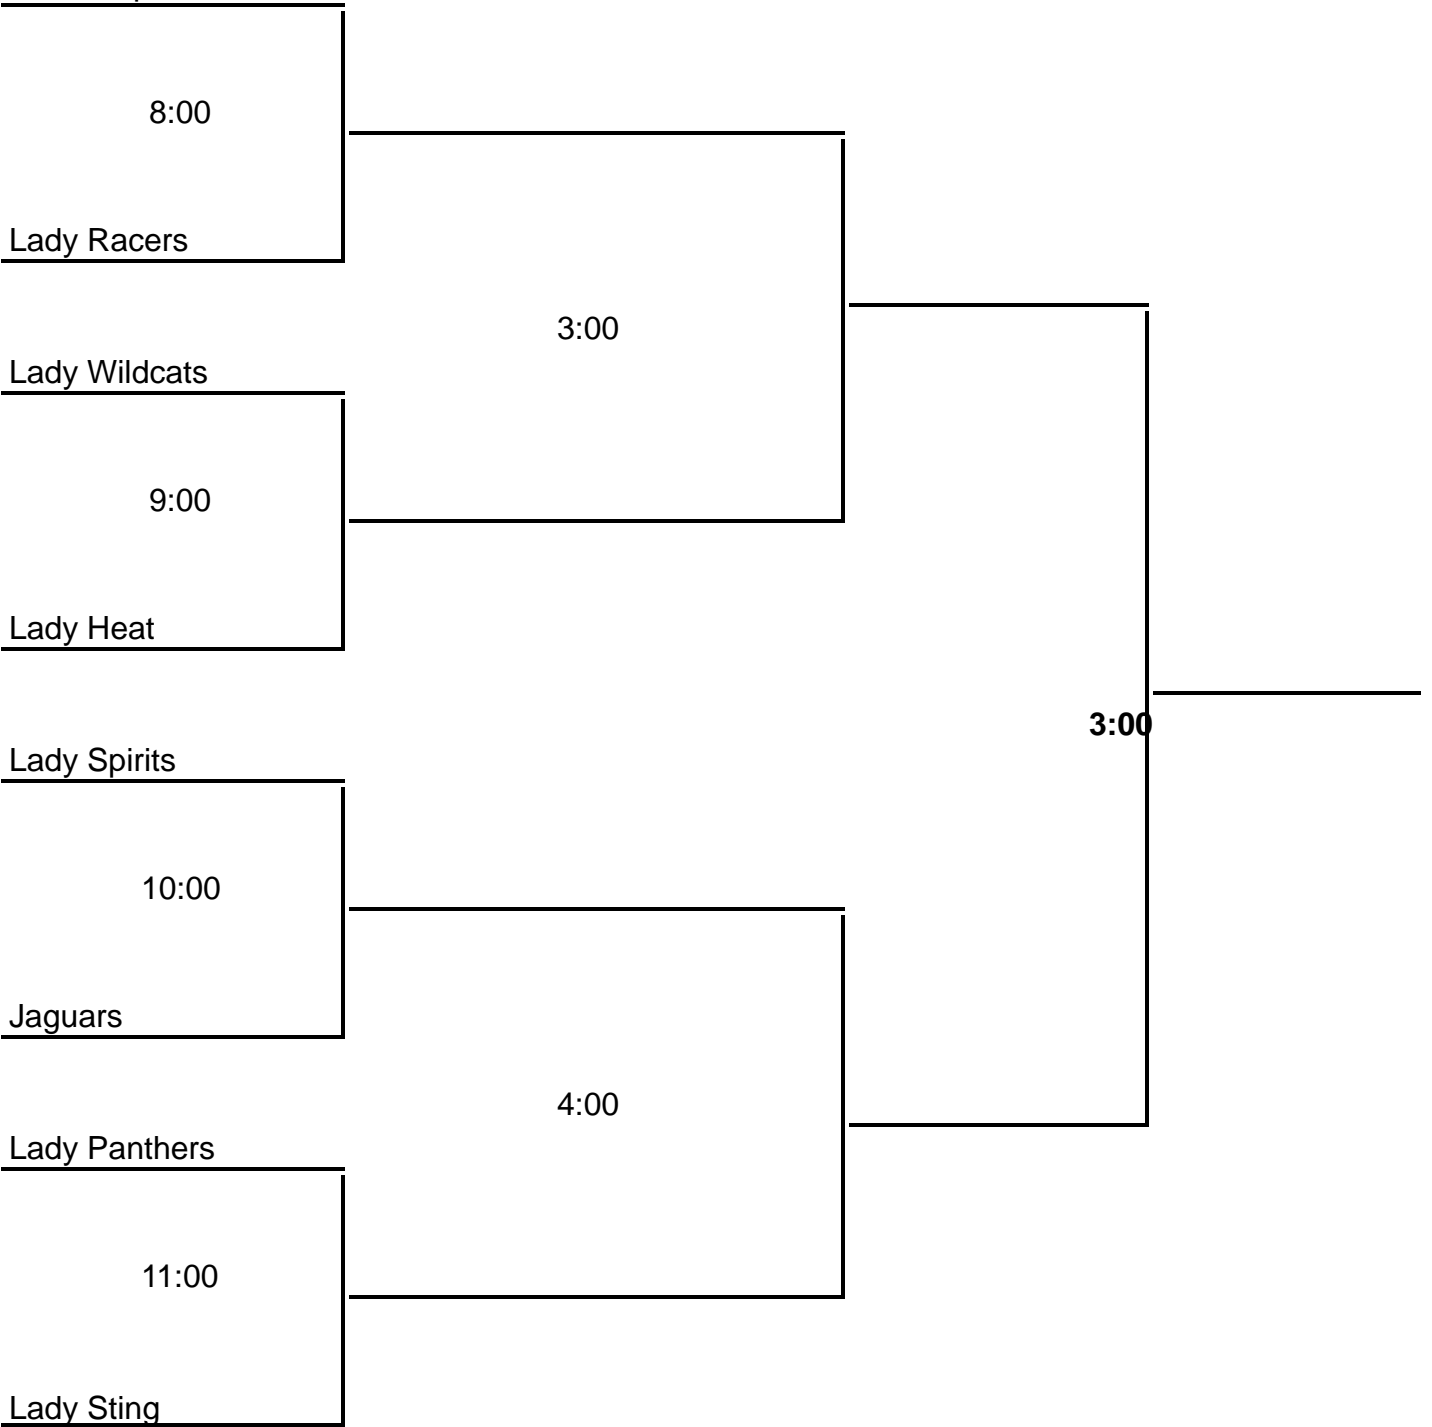 8:00
Lady Racers
3:00
Lady Wildcats
9:00
Lady Heat
3:00
Lady Spirits
10:00
Jaguars
4:00
Lady Panthers
11:00
Lady Sting